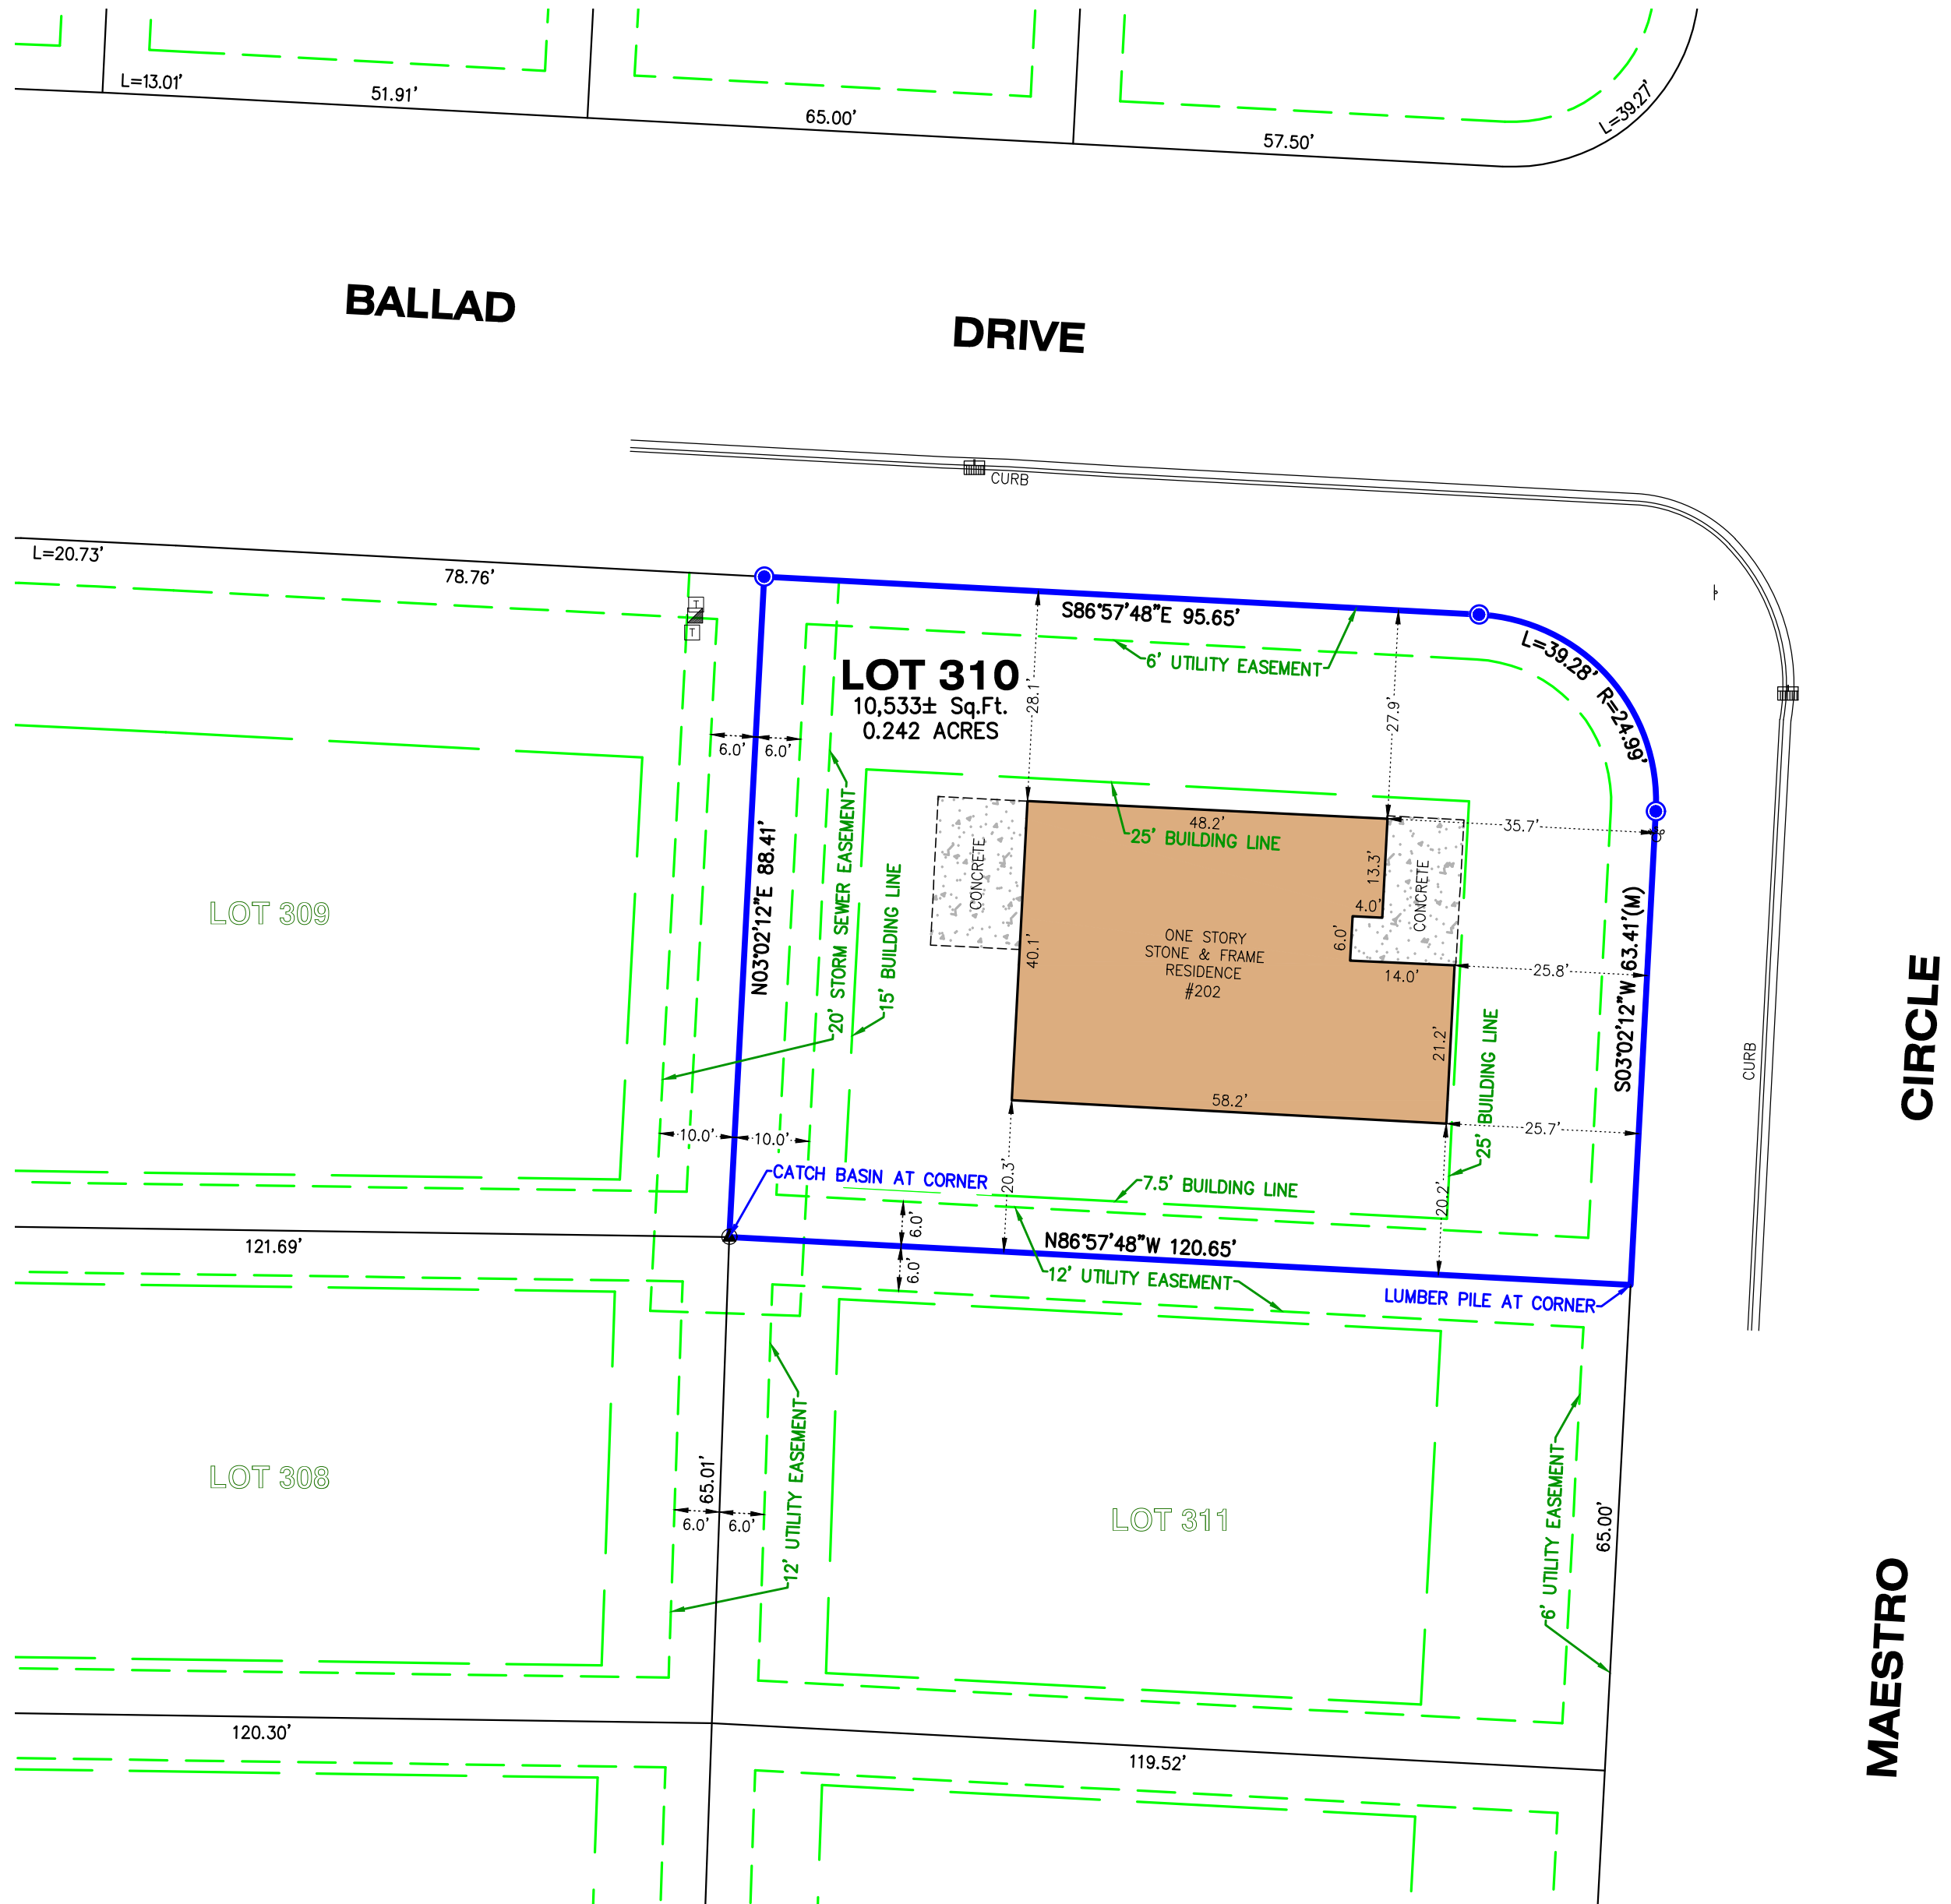 L=13.01'
51.91'
65.00'
57.50'
L=39.27'
BALLAD
DRIVE
CURB
L=20.73'
78.76'
T
T
S86°57'48"E 95.65'
6' UTILITY EASEMENT
L=39.28' R=24.99'
LOT 310
10,533± Sq.Ft.
0.242 ACRES
28.1'
27.9'
6.0'
6.0'
N03°02'12"E 88.41'
20' STORM SEWER EASEMENT
15' BUILDING LINE
CONCRETE
48.2'
25' BUILDING LINE
35.7'
13.3'
4.0'
CONCRETE
6.0'
14.0'
25.8'
S03°02'12"W 63.41'(M)
LOT 309
40.1'
ONE STORY
STONE & FRAME
RESIDENCE
#202
21.2'
58.2'
25.7'
25' BUILDING LINE
CURB
CIRCLE
10.0'
10.0'
CATCH BASIN AT CORNER
20.3'
7.5' BUILDING LINE
20.2'
6.0'
6.0'
N86°57'48"W 120.65'
12' UTILITY EASEMENT
LUMBER PILE AT CORNER
121.69'
LOT 308
65.01'
6.0'
6.0'
12' UTILITY EASEMENT
LOT 311
6' UTILITY EASEMENT
65.00'
MAESTRO
120.30'
119.52'